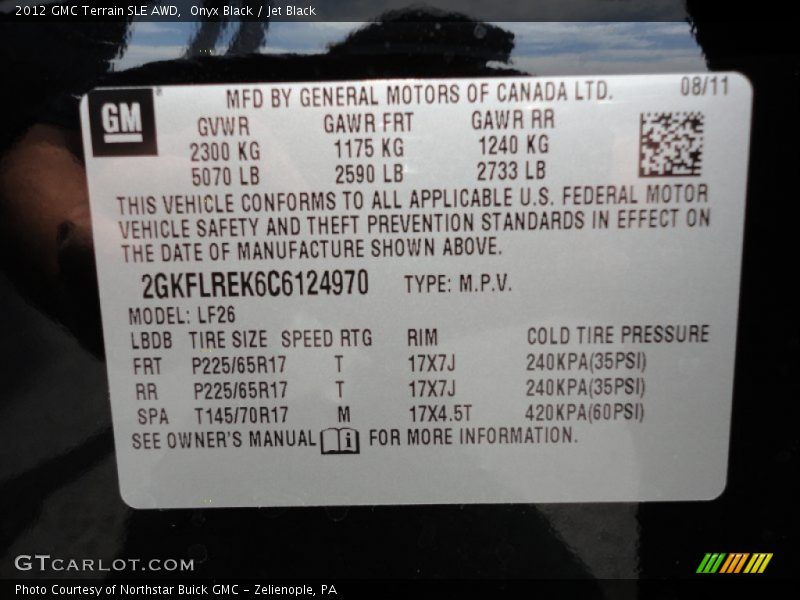 2012 GMC Terrain SLE AWD, Onyx Black / Jet Black
GM
MFD BY GENERAL MOTORS OF CANADA LTD. 08/11
GVWR GAWR FRT GAWR RR
2300 KG 1175 KG 1240 KG
5070 LB 2590 LB 2733 LB
THIS VEHICLE CONFORMS TO ALL APPLICABLE U.S. FEDERAL MOTOR
VEHICLE SAFETY AND THEFT PREVENTION STANDARDS IN EFFECT ON
THE DATE OF MANUFACTURE SHOWN ABOVE.
2GKFLREK6C6124970 TYPE: M.P.V.
MODEL: LF26
LBDB TIRE SIZE SPEED RTG RIM COLD TIRE PRESSURE
FRT P225/65R17 T 17X7J 240KPA(35PSI)
RR P225/65R17 T 17X7J 240KPA(35PSI)
SPA T145/70R17 M 17X4.5T 420KPA(60PSI)
SEE OWNER'S MANUAL i FOR MORE INFORMATION.
GTCARLOT.COM
Photo Courtesy of Northstar Buick GMC - Zelienople, PA